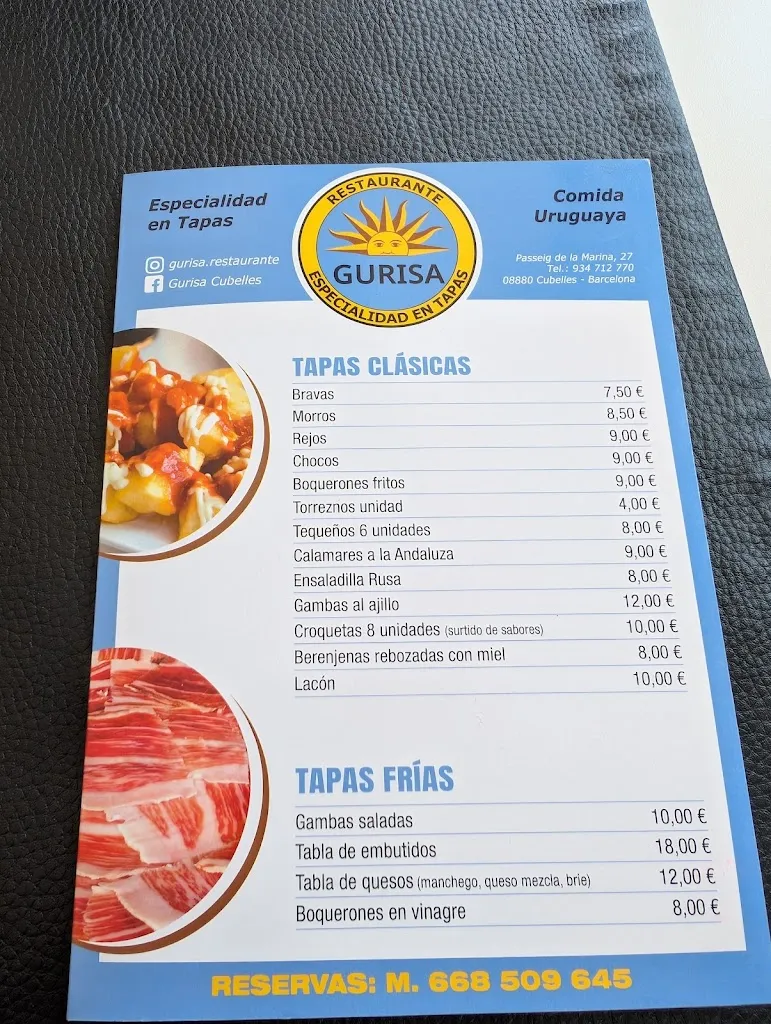 Especialidad
en Tapas
gurisa.restaurante
Gurisa Cubelles
RESTAURANTE
GURISA
ESPECIALIDAD EN TAPAS
Comida
Uruguaya
Passeig de la Marina, 27
Tel.: 934 712 770
08880 Cubelles - Barcelona
TAPAS CLÁSICAS
Bravas 7,50 €
Morros 8,50 €
Rejos 9,00 €
Chocos 9,00 €
Boquerones fritos 9,00 €
Torreznos unidad 4,00 €
Tequeños 6 unidades 8,00 €
Calamares a la Andaluza 9,00 €
Ensaladilla Rusa 8,00 €
Gambas al ajillo 12,00 €
Croquetas 8 unidades (surtido de sabores) 10,00 €
Berenjenas rebozadas con miel 8,00 €
Lacón 10,00 €
TAPAS FRÍAS
Gambas saladas 10,00 €
Tabla de embutidos 18,00 €
Tabla de quesos (manchego, queso mezcla, brie) 12,00 €
Boquerones en vinagre 8,00 €
RESERVAS: M. 668 509 645